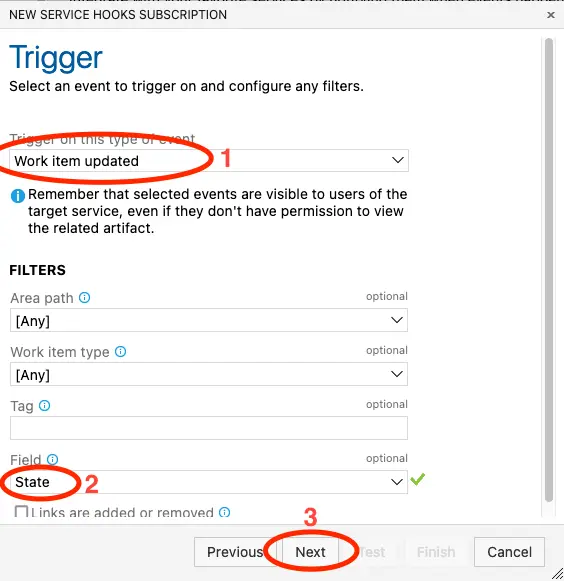 NEW SERVICE HOOKS SUBSCRIPTION
Trigger
Select an event to trigger on and configure any filters.
Trigger on this type of event
1
Work item updated
Remember that selected events are visible to users of the
target service, even if they don't have permission to view
the related artifact.
FILTERS
Area path optional
[Any]
Work item type optional
[Any]
Tag optional
Field optional
State 2
Links are added or removed
3
Previous Next Test Finish Cancel